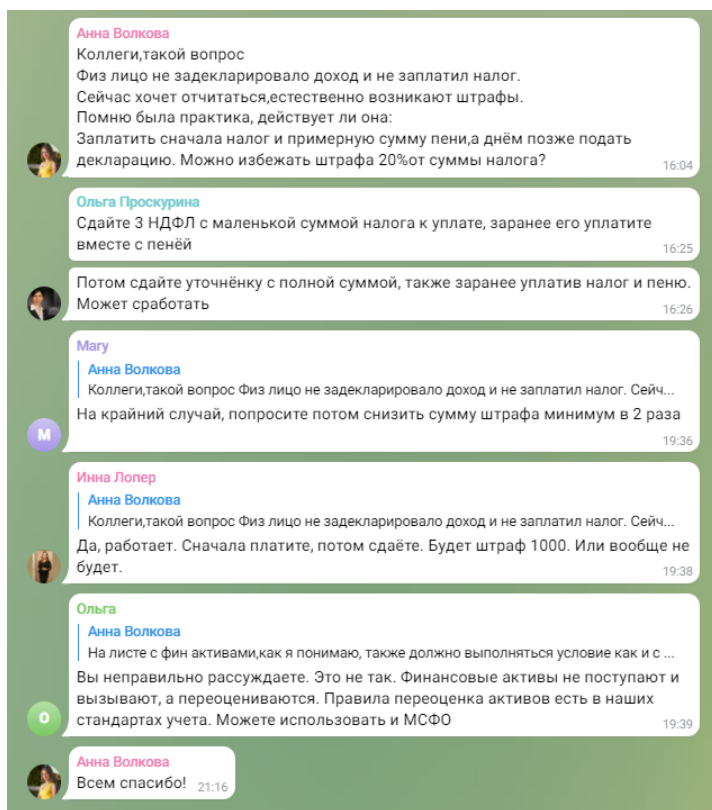 Анна Волкова
Коллеги,такой вопрос
Физ лицо не задекларировало доход и не заплатил налог.
Сейчас хочет отчитаться,естественно возникают штрафы.
Помню была практика, действует ли она:
Заплатить сначала налог и примерную сумму пени,а днём позже подать
декларацию. Можно избежать штрафа 20%от суммы налога?
16:04
Ольга Проскурина
Сдайте 3 НДФЛ с маленькой суммой налога к уплате, заранее его уплатите
вместе с пенёй
16:25
Потом сдайте уточнёнку с полной суммой, также заранее уплатив налог и пеню.
Может сработать
16:26
Mary
Анна Волкова
Коллеги,такой вопрос Физ лицо не задекларировало доход и не заплатил налог. Сейч...
На крайний случай, попросите потом снизить сумму штрафа минимум в 2 раза
M
19:36
Инна Лопер
Анна Волкова
Коллеги,такой вопрос Физ лицо не задекларировало доход и не заплатил налог. Сейч...
Да, работает. Сначала платите, потом сдаёте. Будет штраф 1000. Или вообще не
будет.
19:38
Ольга
Анна Волкова
На листе с фин активами,как я понимаю, также должно выполняться условие как и с ...
Вы неправильно рассуждаете. Это не так. Финансовые активы не поступают и
вызывают, а переоцениваются. Правила переоценка активов есть в наших
стандартах учета. Можете использовать и МСФО
О
19:39
Анна Волкова
Всем спасибо! 21:16